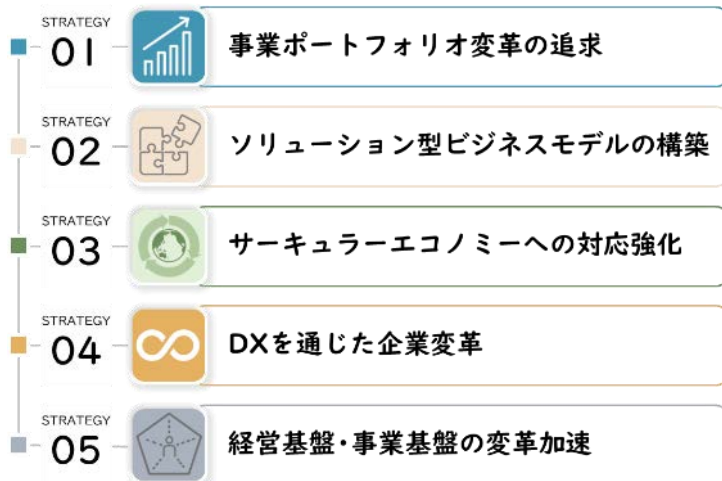 STRATEGY
01
事業ポートフォリオ変革の追求
STRATEGY
02
ソリューション型ビジネスモデルの構築
STRATEGY
03
サーキュラーエコノミーへの対応強化
STRATEGY
04
DXを通じた企業変革
STRATEGY
05
経営基盤･事業基盤の変革加速